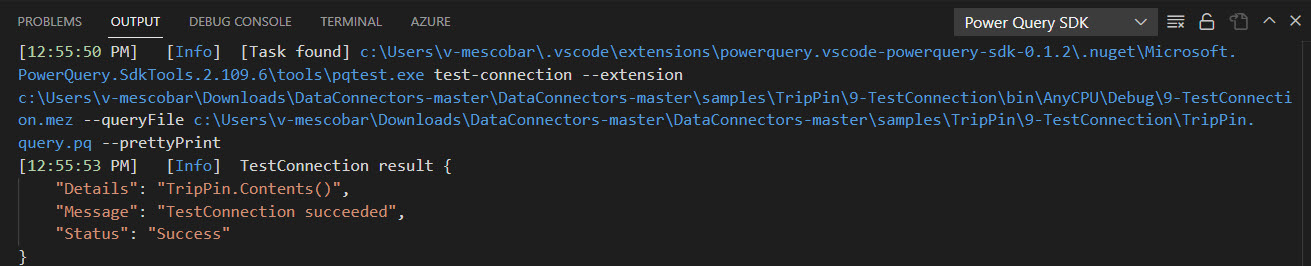 PROBLEMS OUTPUT DEBUG CONSOLE TERMINAL AZURE Power Query SDK
[12:55:50 PM] [Info] [Task found] c:\Users\v-mescobar\.vscode\extensions\powerquery.vscode-powerquery-sdk-0.1.2\.nuget\Microsoft.
PowerQuery.SdkTools.2.109.6\tools\pqtest.exe test-connection --extension
c:\Users\v-mescobar\Downloads\DataConnectors-master\DataConnectors-master\samples\TripPin\9-TestConnection\bin\AnyCPU\Debug\9-TestConnecti
on.mez --queryFile c:\Users\v-mescobar\Downloads\DataConnectors-master\DataConnectors-master\samples\TripPin\9-TestConnection\TripPin.
query.pq --prettyPrint
[12:55:53 PM] [Info] TestConnection result {
"Details": "TripPin.Contents()",
"Message": "TestConnection succeeded",
"Status": "Success"
}